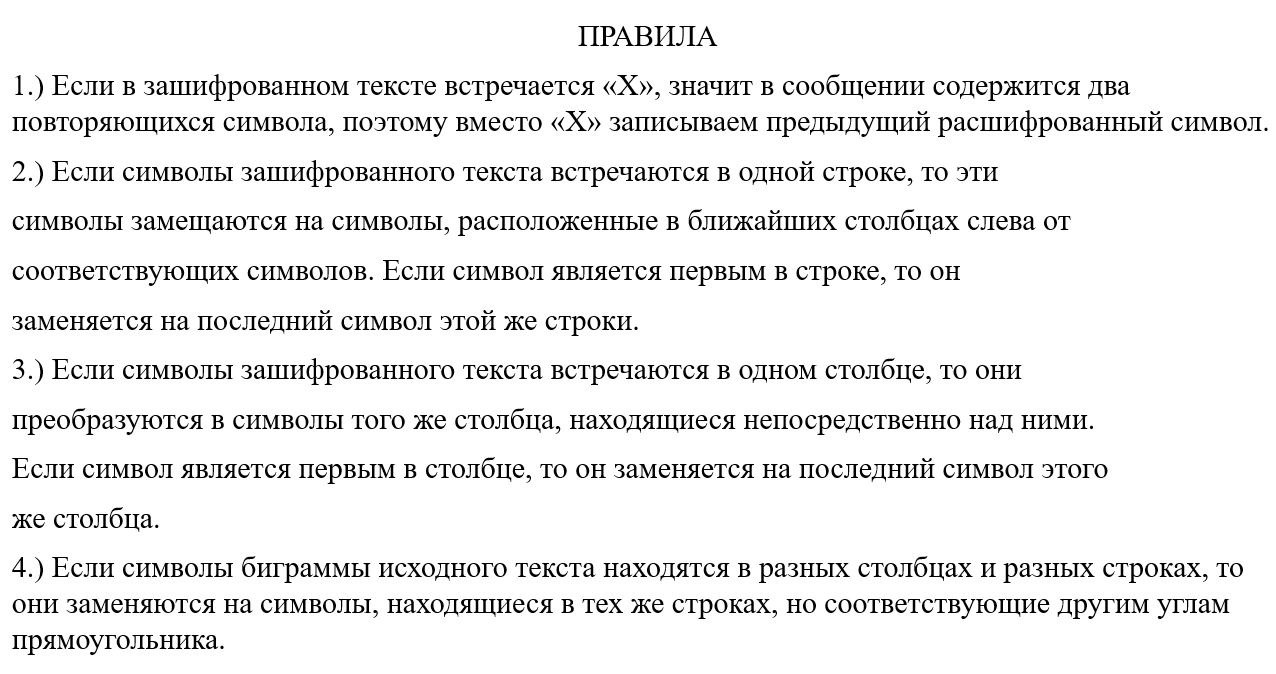 ПРАВИЛА
1.) Если в зашифрованном тексте встречается «Х», значит в сообщении содержится два
повторяющихся символа, поэтому вместо «Х» записываем предыдущий расшифрованный символ.
2.) Если символы зашифрованного текста встречаются в одной строке, то эти
символы замещаются на символы, расположенные в ближайших столбцах слева от
соответствующих символов. Если символ является первым в строке, то он
заменяется на последний символ этой же строки.
3.) Если символы зашифрованного текста встречаются в одном столбце, то они
преобразуются в символы того же столбца, находящиеся непосредственно над ними.
Если символ является первым в столбце, то он заменяется на последний символ этого
же столбца.
4.) Если символы биграммы исходного текста находятся в разных столбцах и разных строках, то
они заменяются на символы, находящиеся в тех же строках, но соответствующие другим углам
прямоугольника.